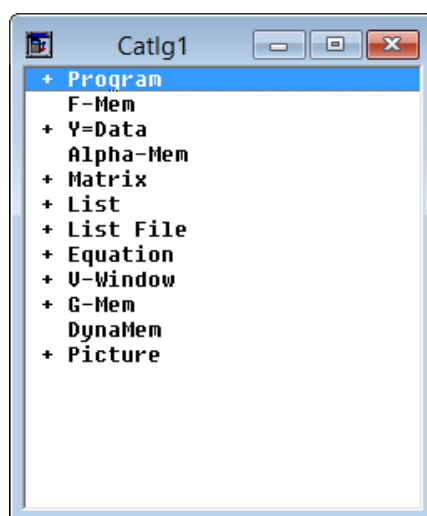 Catlg1
+ Program
F-Mem
+ Y=Data
Alpha-Mem
+ Matrix
+ List
+ List File
+ Equation
+ V-Window
+ G-Mem
DynaMem
+ Picture